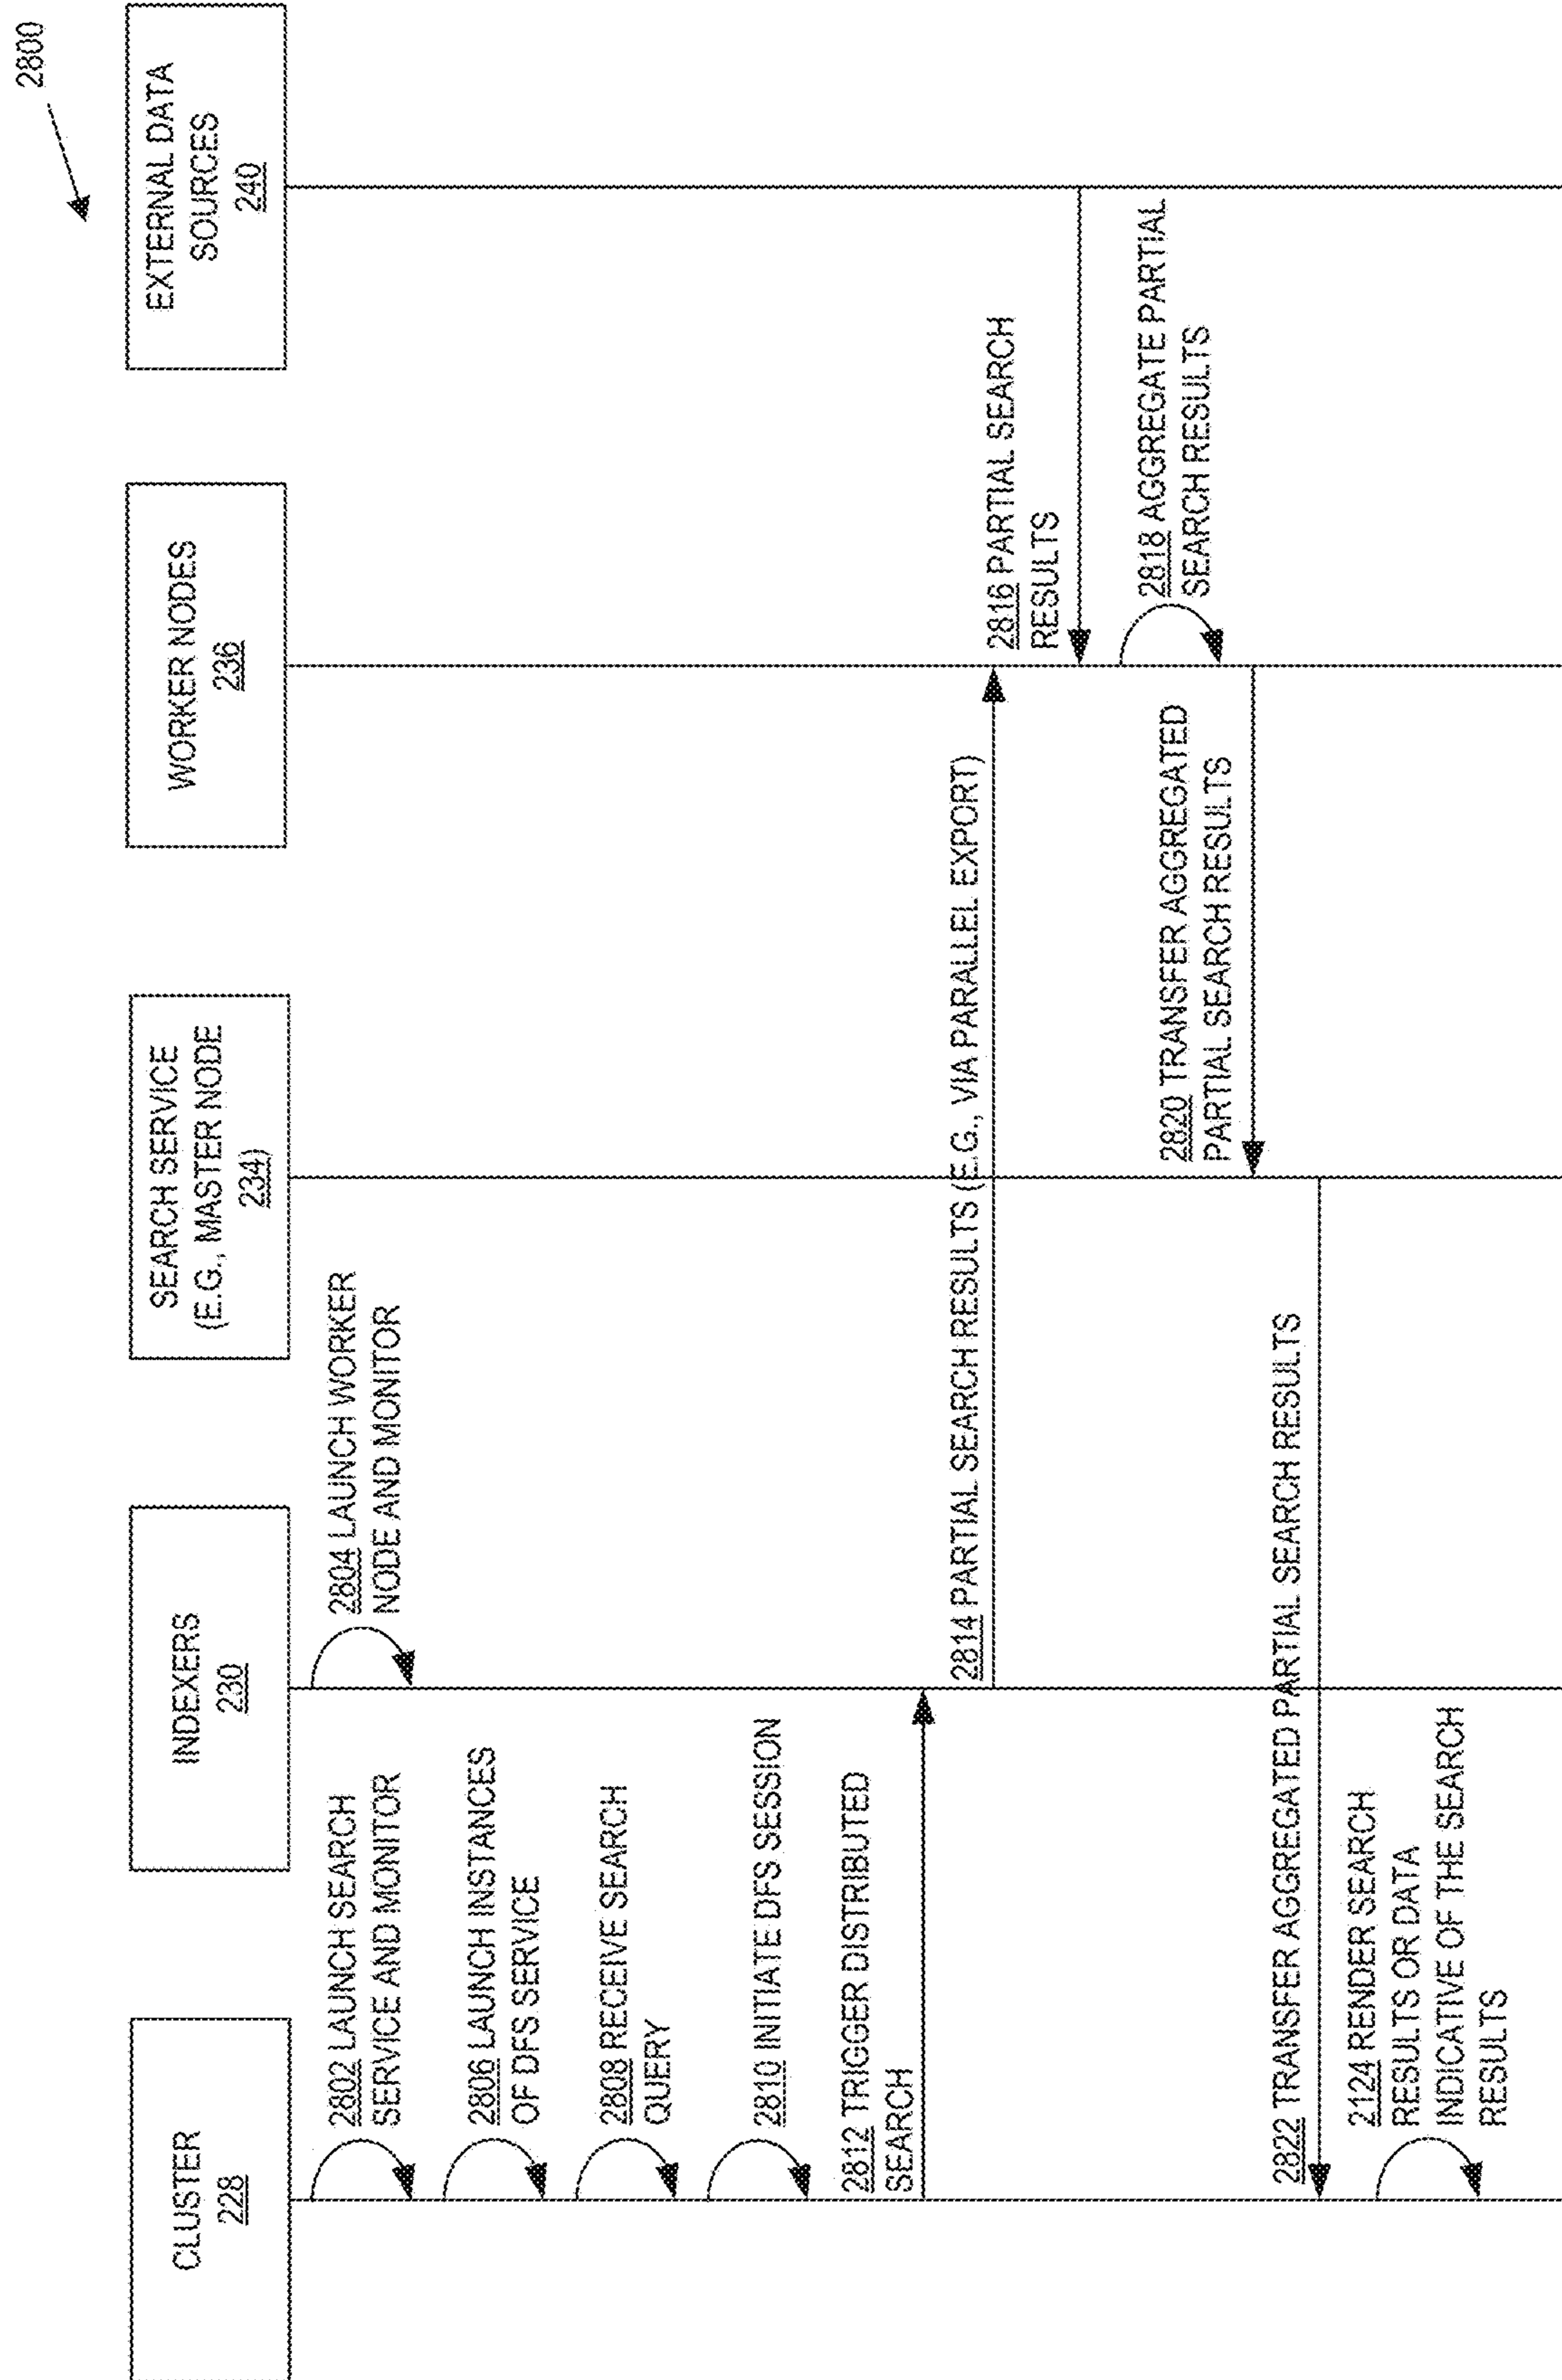 2800
CLUSTER
228
INDEXERS
230
SEARCH SERVICE
(E.G., MASTER NODE
234)
WORKER NODES
236
EXTERNAL DATA
SOURCES
240
2802 LAUNCH SEARCH
SERVICE AND MONITOR
2804 LAUNCH WORKER
NODE AND MONITOR
2806 LAUNCH INSTANCES
OF DFS SERVICE
2808 RECEIVE SEARCH
QUERY
2810 INITIATE DFS SESSION
2812 TRIGGER DISTRIBUTED
SEARCH
2814 PARTIAL SEARCH RESULTS (E.G., VIA PARALLEL EXPORT)
2816 PARTIAL SEARCH
RESULTS
2818 AGGREGATE PARTIAL
SEARCH RESULTS
2820 TRANSFER AGGREGATED
PARTIAL SEARCH RESULTS
2822 TRANSFER AGGREGATED PARTIAL SEARCH RESULTS
2124 RENDER SEARCH
RESULTS OR DATA
INDICATIVE OF THE SEARCH
RESULTS